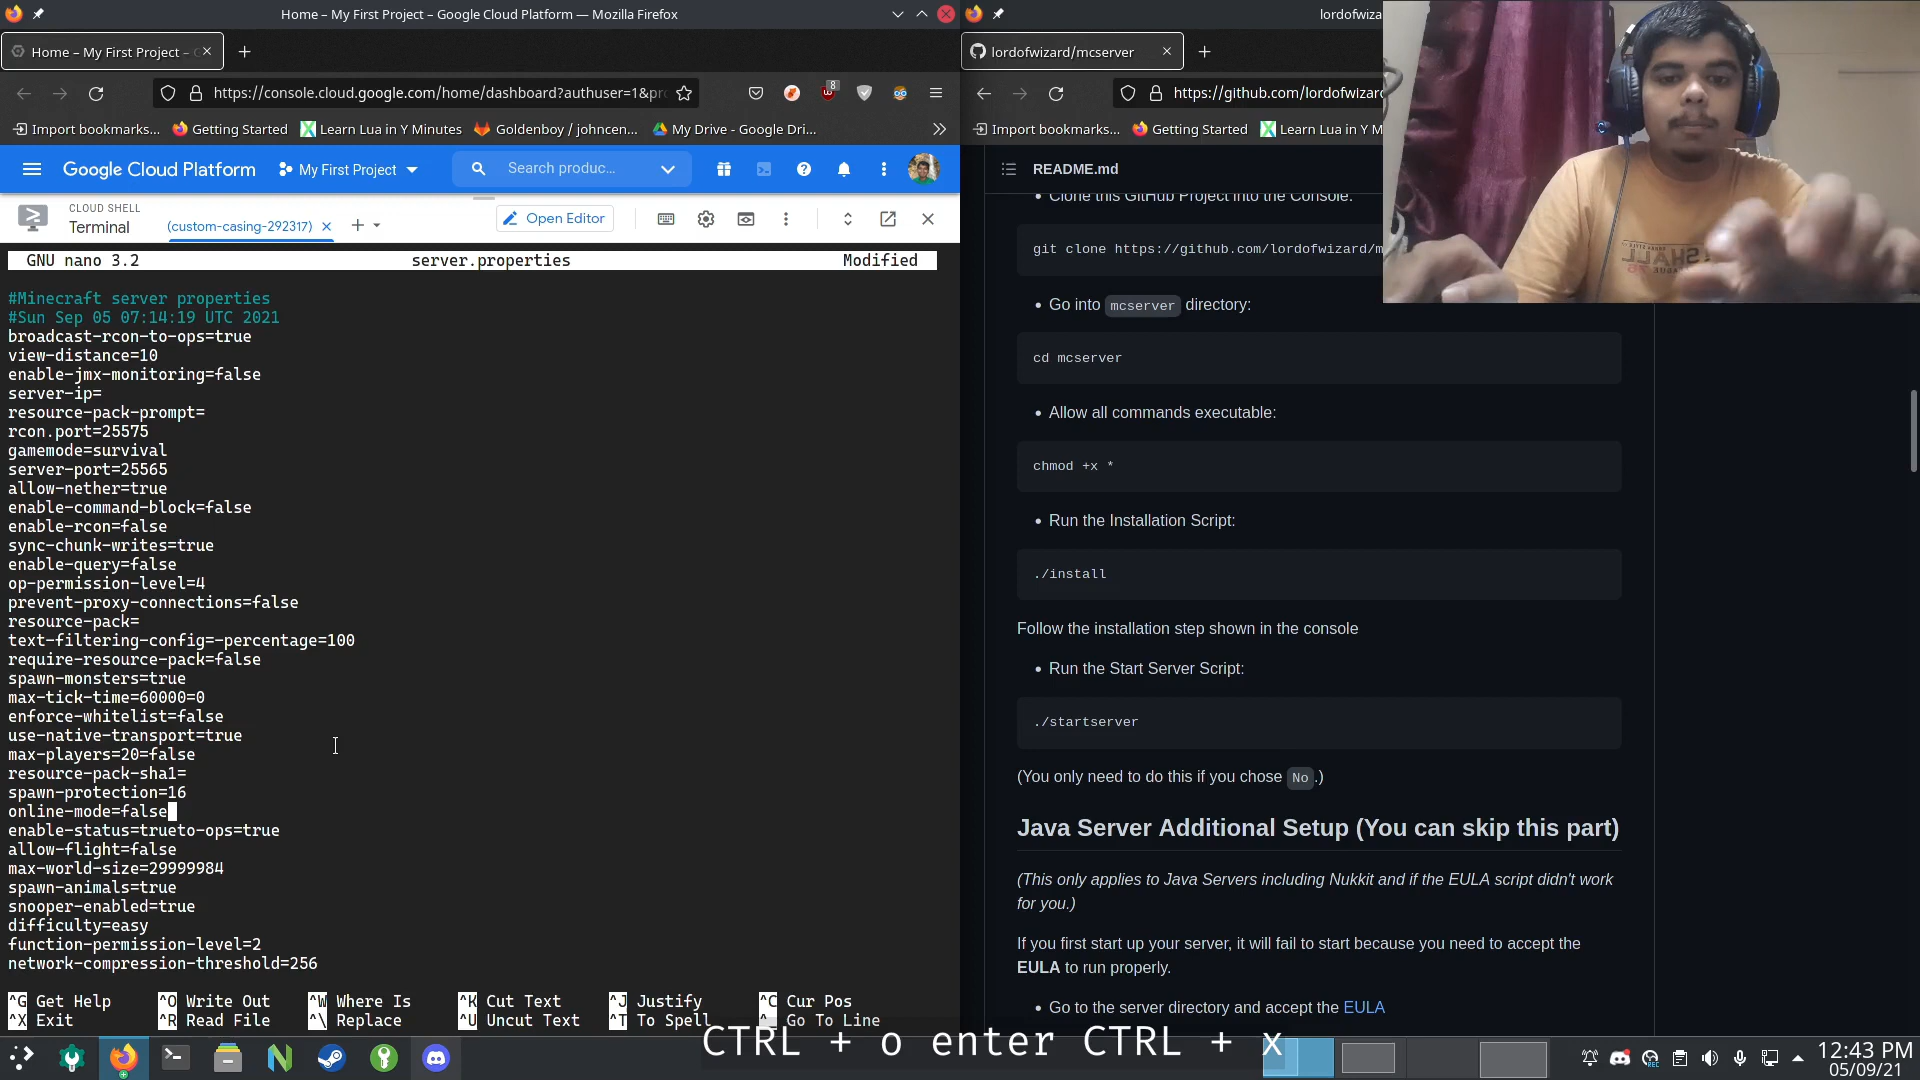 Home – My First Project – Google Cloud Platform — Mozilla Firefox
Home – My First Project –
https://console.cloud.google.com/home/dashboard?authuser=1&pr
8
Import bookmarks...
Getting Started
Learn Lua in Y Minutes
Goldenboy / johncen...
My Drive - Google Dri...
Google Cloud Platform
My First Project
Search produc...
CLOUD SHELL
Terminal
(custom-casing-292317)
Open Editor
GNU nano 3.2
server.properties
Modified
#Minecraft server properties
#Sun Sep 05 07:14:19 UTC 2021
broadcast-rcon-to-ops=true
view-distance=10
enable-jmx-monitoring=false
server-ip=
resource-pack-prompt=
rcon.port=25575
gamemode=survival
server-port=25565
allow-nether=true
enable-command-block=false
enable-rcon=false
sync-chunk-writes=true
enable-query=false
op-permission-level=4
prevent-proxy-connections=false
resource-pack=
text-filtering-config=-percentage=100
require-resource-pack=false
spawn-monsters=true
max-tick-time=60000=0
enforce-whitelist=false
use-native-transport=true
max-players=20=false
resource-pack-sha1=
spawn-protection=16
online-mode=false
enable-status=trueto-ops=true
allow-flight=false
max-world-size=29999984
spawn-animals=true
snooper-enabled=true
difficulty=easy
function-permission-level=2
network-compression-threshold=256
^G Get Help ^O Write Out ^W Where Is ^K Cut Text ^J Justify ^C Cur Pos
^X Exit ^R Read File ^\ Replace ^U Uncut Text ^T To Spell ^_ Go To Line
lordofwiza
lordofwizard/mcserver
https://github.com/lordofwizard
Import bookmarks...
Getting Started
Learn Lua in Y M
README.md
Clone this GitHub Project into the Console:
git clone https://github.com/lordofwizard/m
Go into mcserver directory:
cd mcserver
Allow all commands executable:
chmod +x *
Run the Installation Script:
./install
Follow the installation step shown in the console
Run the Start Server Script:
./startserver
(You only need to do this if you chose No.)
Java Server Additional Setup (You can skip this part)
(This only applies to Java Servers including Nukkit and if the EULA script didn't work
for you.)
If you first start up your server, it will fail to start because you need to accept the
EULA to run properly.
Go to the server directory and accept the EULA
CTRL + o enter CTRL + x
12:43 PM
05/09/21